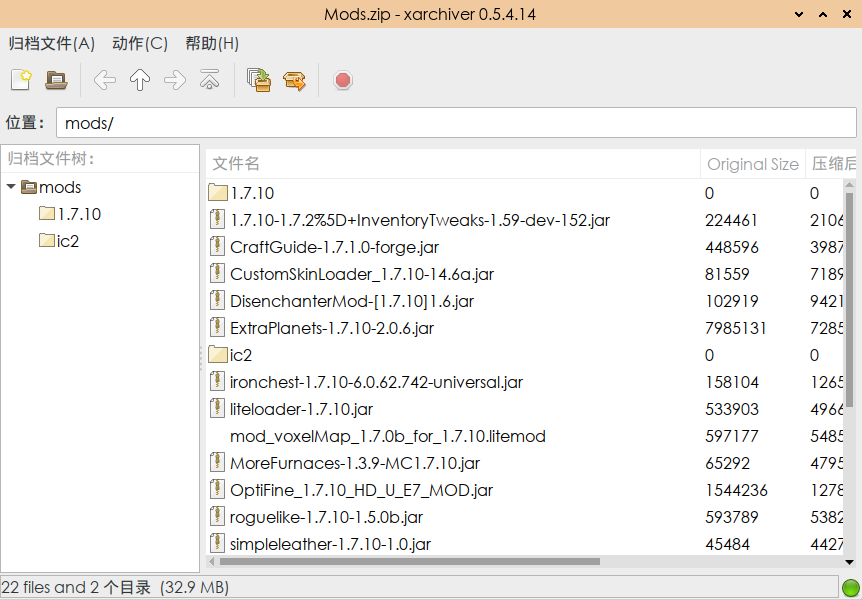 Mods.zip - xarchiver 0.5.4.14
归档文件(A) 动作(C) 帮助(H)
位置： mods/
归档文件树：
mods
1.7.10
ic2
文件名 Original Size 压缩后
1.7.10 0 0
1.7.10-1.7.2%5D+InventoryTweaks-1.59-dev-152.jar 224461 2106
CraftGuide-1.7.1.0-forge.jar 448596 3987
CustomSkinLoader_1.7.10-14.6a.jar 81559 7189
DisenchanterMod-[1.7.10]1.6.jar 102919 9421
ExtraPlanets-1.7.10-2.0.6.jar 7985131 7285
ic2 0 0
ironchest-1.7.10-6.0.62.742-universal.jar 158104 1265
liteloader-1.7.10.jar 533903 4966
mod_voxelMap_1.7.0b_for_1.7.10.litemod 597177 5485
MoreFurnaces-1.3.9-MC1.7.10.jar 65292 4795
OptiFine_1.7.10_HD_U_E7_MOD.jar 1544236 1278
roguelike-1.7.10-1.5.0b.jar 593789 5382
simpleleather-1.7.10-1.0.jar 45484 4427
22 files and 2 个目录 (32.9 MB)